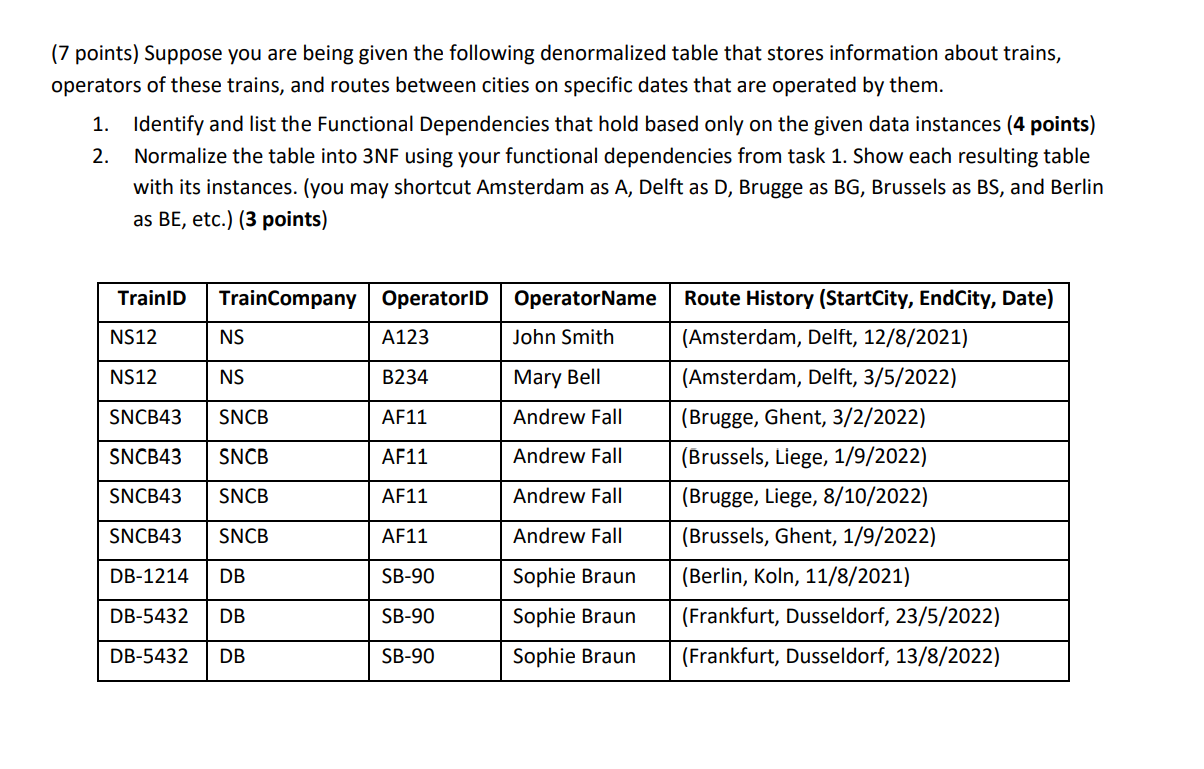 (7 points) Suppose you are being given the following denormalized table that stores information about trains,
operators of these trains, and routes between cities on specific dates that are operated by them.
1. Identify and list the Functional Dependencies that hold based only on the given data instances (4 points)
2. Normalize the table into 3NF using your functional dependencies from task 1. Show each resulting table
with its instances. (you may shortcut Amsterdam as A, Delft as D, Brugge as BG, Brussels as BS, and Berlin
as BE, etc.) (3 points)
TrainID TrainCompany OperatorID OperatorName Route History (StartCity, EndCity, Date)
NS12 NS A123 John Smith (Amsterdam, Delft, 12/8/2021)
NS12 NS B234 Mary Bell (Amsterdam, Delft, 3/5/2022)
SNCB43 SNCB AF11 Andrew Fall (Brugge, Ghent, 3/2/2022)
SNCB43 SNCB AF11 Andrew Fall (Brussels, Liege, 1/9/2022)
SNCB43 SNCB AF11 Andrew Fall (Brugge, Liege, 8/10/2022)
SNCB43 SNCB AF11 Andrew Fall (Brussels, Ghent, 1/9/2022)
DB-1214 DB SB-90 Sophie Braun (Berlin, Koln, 11/8/2021)
DB-5432 DB SB-90 Sophie Braun (Frankfurt, Dusseldorf, 23/5/2022)
DB-5432 DB SB-90 Sophie Braun (Frankfurt, Dusseldorf, 13/8/2022)